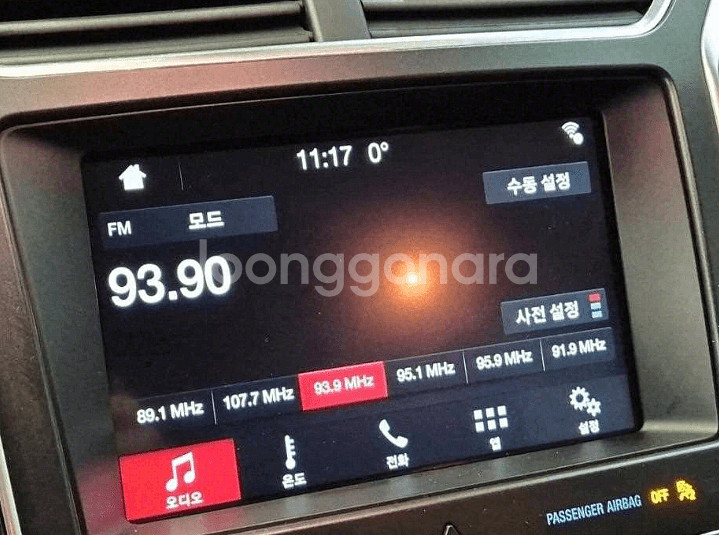 11:17 0°
수동 설정
FM 모드
93.90
joonggonara
사전 설정
89.1 MHz 107.7 MHz 93.9 MHz 95.1 MHz 95.9 MHz 91.9 MHz
오디오 온도 전화 앱 설정
PASSENGER AIRBAG OFF